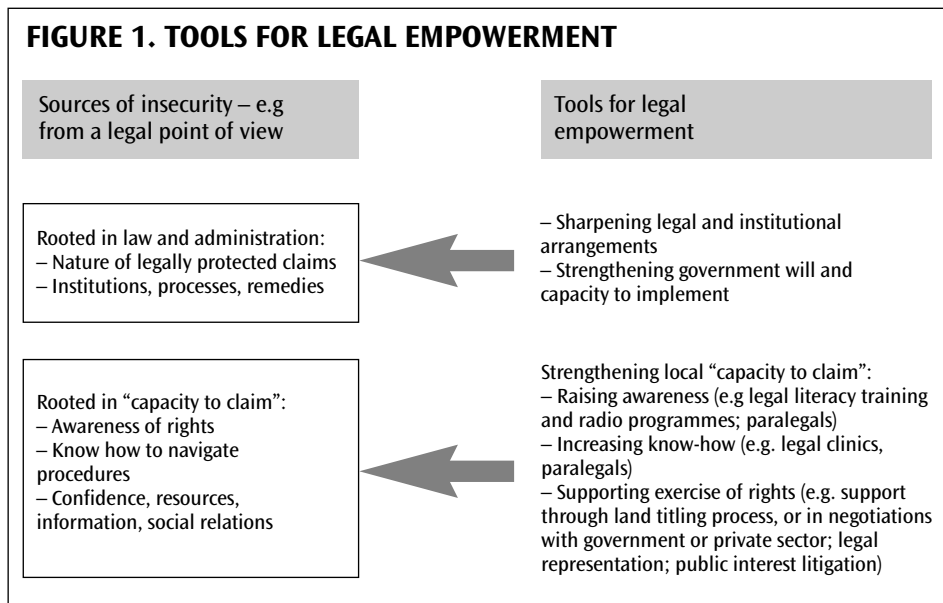 FIGURE 1. TOOLS FOR LEGAL EMPOWERMENT
Sources of insecurity – e.g
from a legal point of view
Tools for legal
empowerment
Rooted in law and administration:
– Nature of legally protected claims
– Institutions, processes, remedies
– Sharpening legal and institutional
arrangements
– Strengthening government will and
capacity to implement
Rooted in “capacity to claim”:
– Awareness of rights
– Know how to navigate
procedures
– Confidence, resources,
information, social relations
Strengthening local “capacity to claim”:
– Raising awareness (e.g legal literacy training
and radio programmes; paralegals)
– Increasing know-how (e.g. legal clinics,
paralegals)
– Supporting exercise of rights (e.g. support
through land titling process, or in negotiations
with government or private sector; legal
representation; public interest litigation)